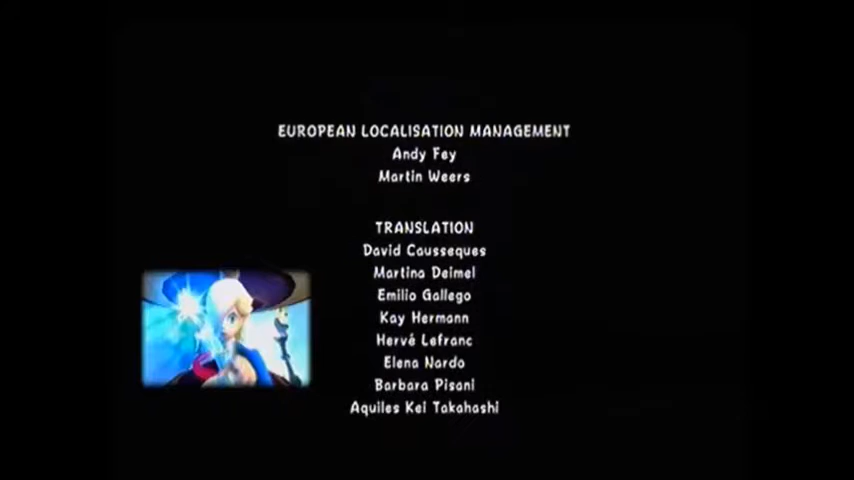 EUROPEAN LOCALISATION MANAGEMENT
Andy Fey
Martin Weers
TRANSLATION
David Causseques
Martina Deimel
Emilio Gallego
Kay Hermann
Hervé Lefranc
Elena Nardo
Barbara Pisani
Aquiles Kei Takahashi